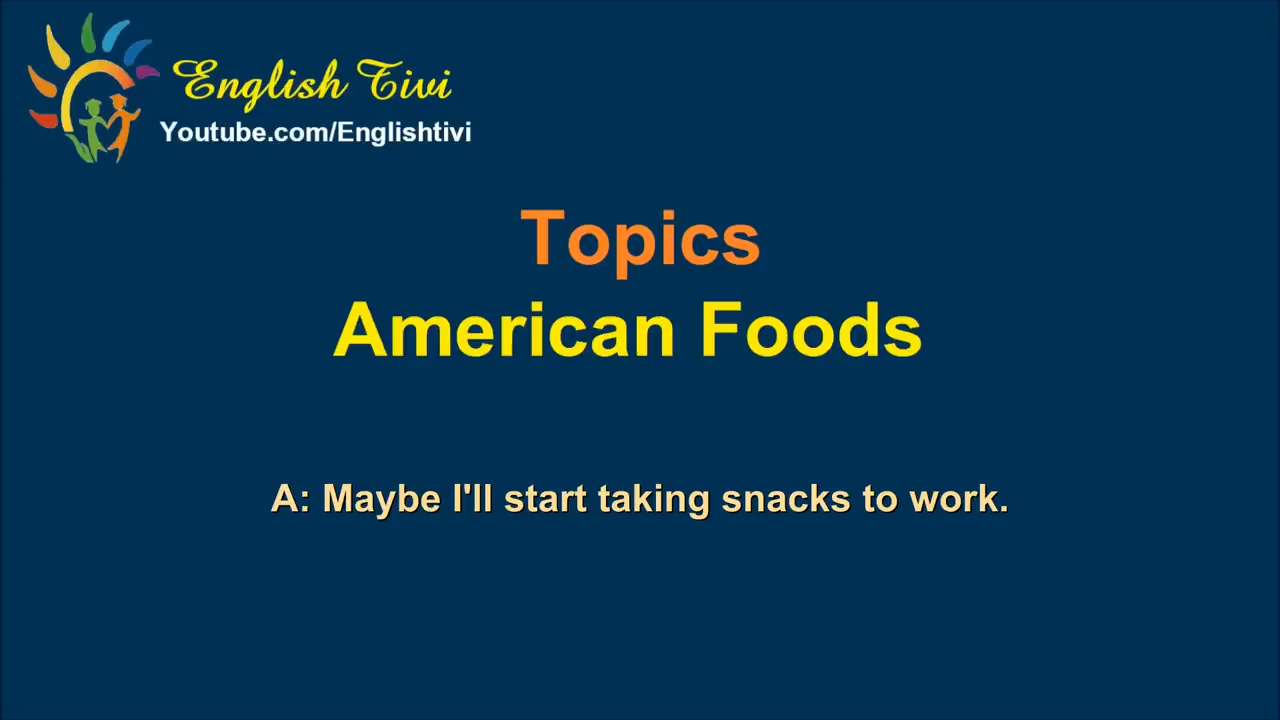 English Tivi
Youtube.com/Englishtivi
Topics
American Foods
A: Maybe I'll start taking snacks to work.